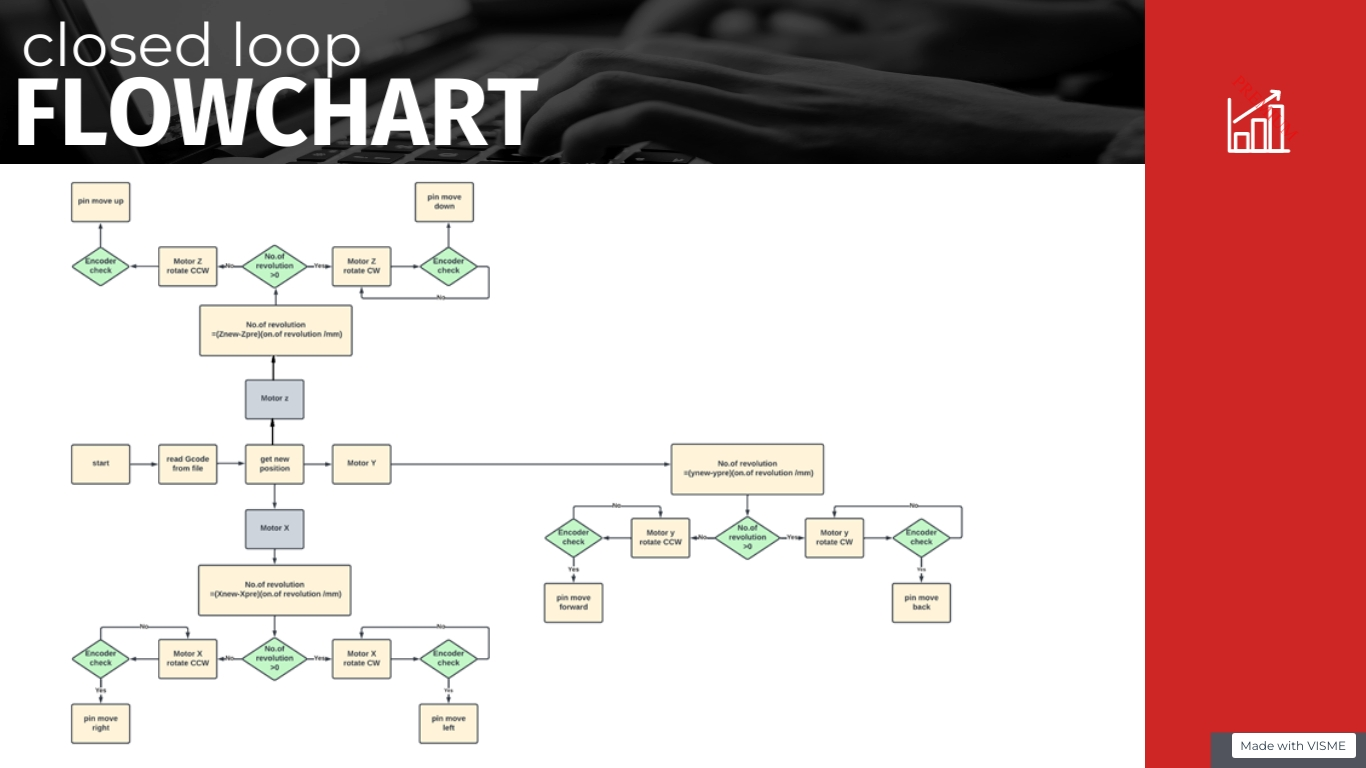 closed loop
FLOWCHART
PREMIUM
pin move up
pin move
down
Encoder
check
Motor Z
rotate CCW
No
No.of
revolution
>0
Yes
Motor Z
rotate CW
Encoder
check
No
No.of revolution
=(Znew-Zpre)(on.of revolution /mm)
Motor z
start
read Gcode
from file
get new
position
Motor Y
No.of revolution
=(ynew-ypre)(on.of revolution /mm)
No
No
Encoder
check
Motor y
rotate CCW
No
No.of
revolution
>0
Yes
Motor y
rotate CW
Encoder
check
Yes
Yes
pin move
forward
pin move
back
Motor X
No.of revolution
=(Xnew-Xpre)(on.of revolution /mm)
No
No
Encoder
check
Motor X
rotate CCW
No
No.of
revolution
>0
Yes
Motor X
rotate CW
Encoder
check
Yes
Yes
pin move
right
pin move
left
Made with VISME